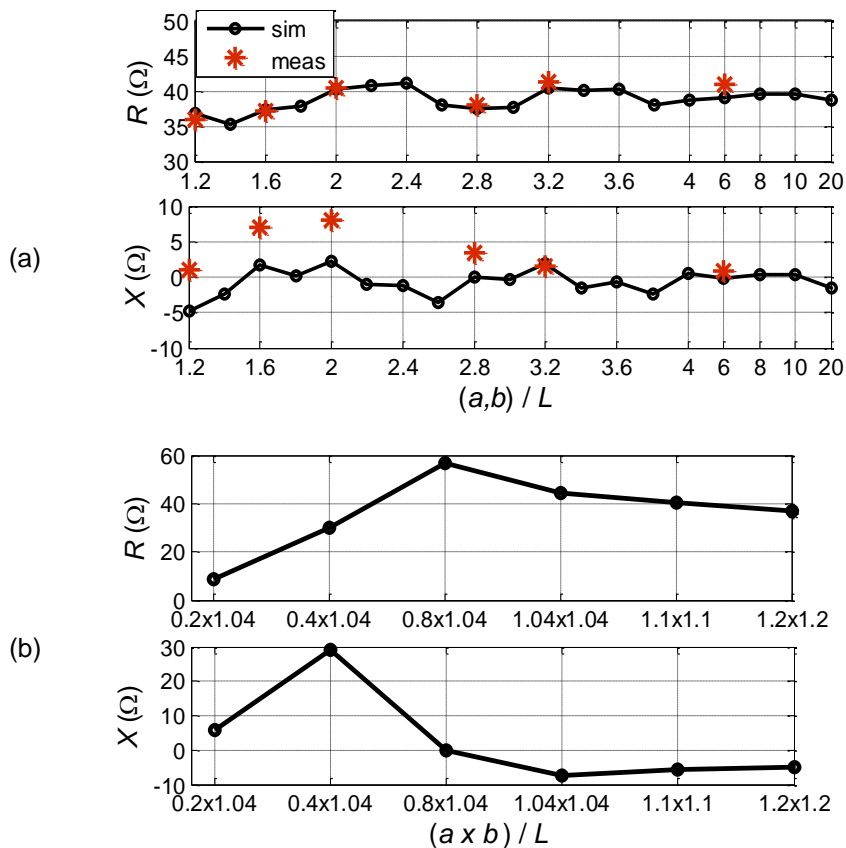 50
45
40
35
30
R (Ω)
sim
meas
1.2 1.6 2 2.4 2.8 3.2 3.6 4 6 8 10 20
(a)
10
5
0
-5
-10
X (Ω)
1.2 1.6 2 2.4 2.8 3.2 3.6 4 6 8 10 20
(a,b) / L
60
40
20
0
R (Ω)
0.2x1.04 0.4x1.04 0.8x1.04 1.04x1.04 1.1x1.1 1.2x1.2
(b)
30
20
10
0
-10
X (Ω)
0.2x1.04 0.4x1.04 0.8x1.04 1.04x1.04 1.1x1.1 1.2x1.2
(a x b ) / L